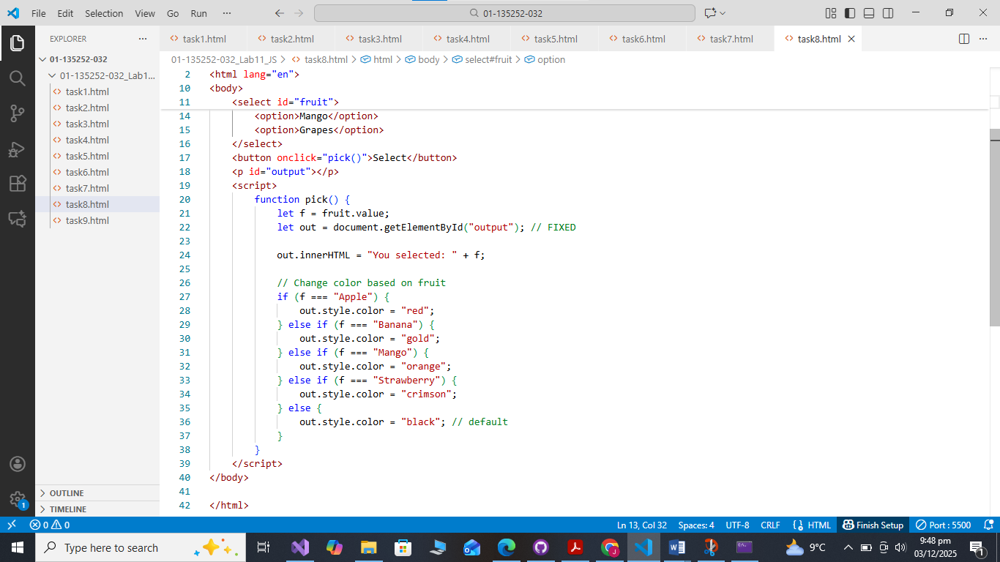 File Edit Selection View Go Run ··· 01-135252-032
EXPLORER ···
01-135252-032
01-135252-032_Lab1...
task1.html
task2.html
task3.html
task4.html
task5.html
task6.html
task7.html
task8.html
task9.html
OUTLINE
TIMELINE
task1.html task2.html task3.html task4.html task5.html task6.html task7.html task8.html
01-135252-032_Lab11_JS > task8.html > html > body > select#fruit > option
2 <html lang="en">
10 <body>
11 <select id="fruit">
14 <option>Mango</option>
15 <option>Grapes</option>
16 </select>
17 <button onclick="pick()">Select</button>
18 <p id="output"></p>
19 <script>
20 function pick() {
21 let f = fruit.value;
22 let out = document.getElementById("output"); // FIXED
23
24 out.innerHTML = "You selected: " + f;
25
26 // Change color based on fruit
27 if (f === "Apple") {
28 out.style.color = "red";
29 } else if (f === "Banana") {
30 out.style.color = "gold";
31 } else if (f === "Mango") {
32 out.style.color = "orange";
33 } else if (f === "Strawberry") {
34 out.style.color = "crimson";
35 } else {
36 out.style.color = "black"; // default
37 }
38 }
39 </script>
40 </body>
41
42 </html>
1
0 0 Ln 13, Col 32 Spaces: 4 UTF-8 CRLF HTML Finish Setup Port : 5500
Type here to search 9°C 9:48 pm
03/12/2025 1